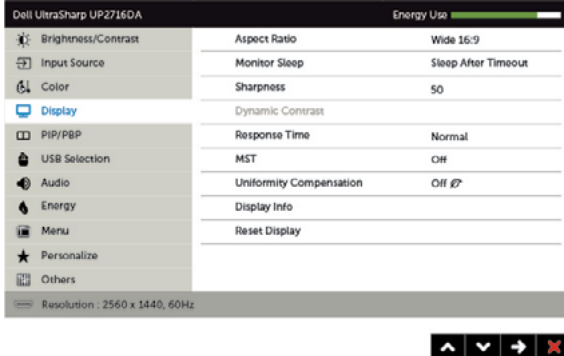 Dell UltraSharp UP2716DA Energy Use
Brightness/Contrast Aspect Ratio Wide 16:9
Input Source Monitor Sleep Sleep After Timeout
Color Sharpness 50
Display Dynamic Contrast
PIP/PBP Response Time Normal
USB Selection MST Off
Audio Uniformity Compensation Off
Energy Display Info
Menu Reset Display
Personalize
Others
Resolution : 2560 x 1440, 60Hz